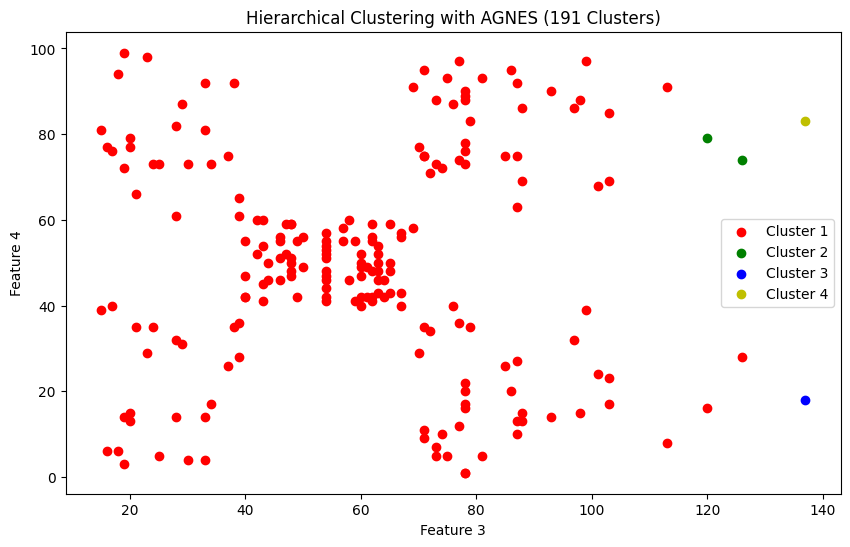 Hierarchical Clustering with AGNES (191 Clusters)
100
80
60
40
20
0
Feature 4
Cluster 1
Cluster 2
Cluster 3
Cluster 4
20 40 60 80 100 120 140
Feature 3